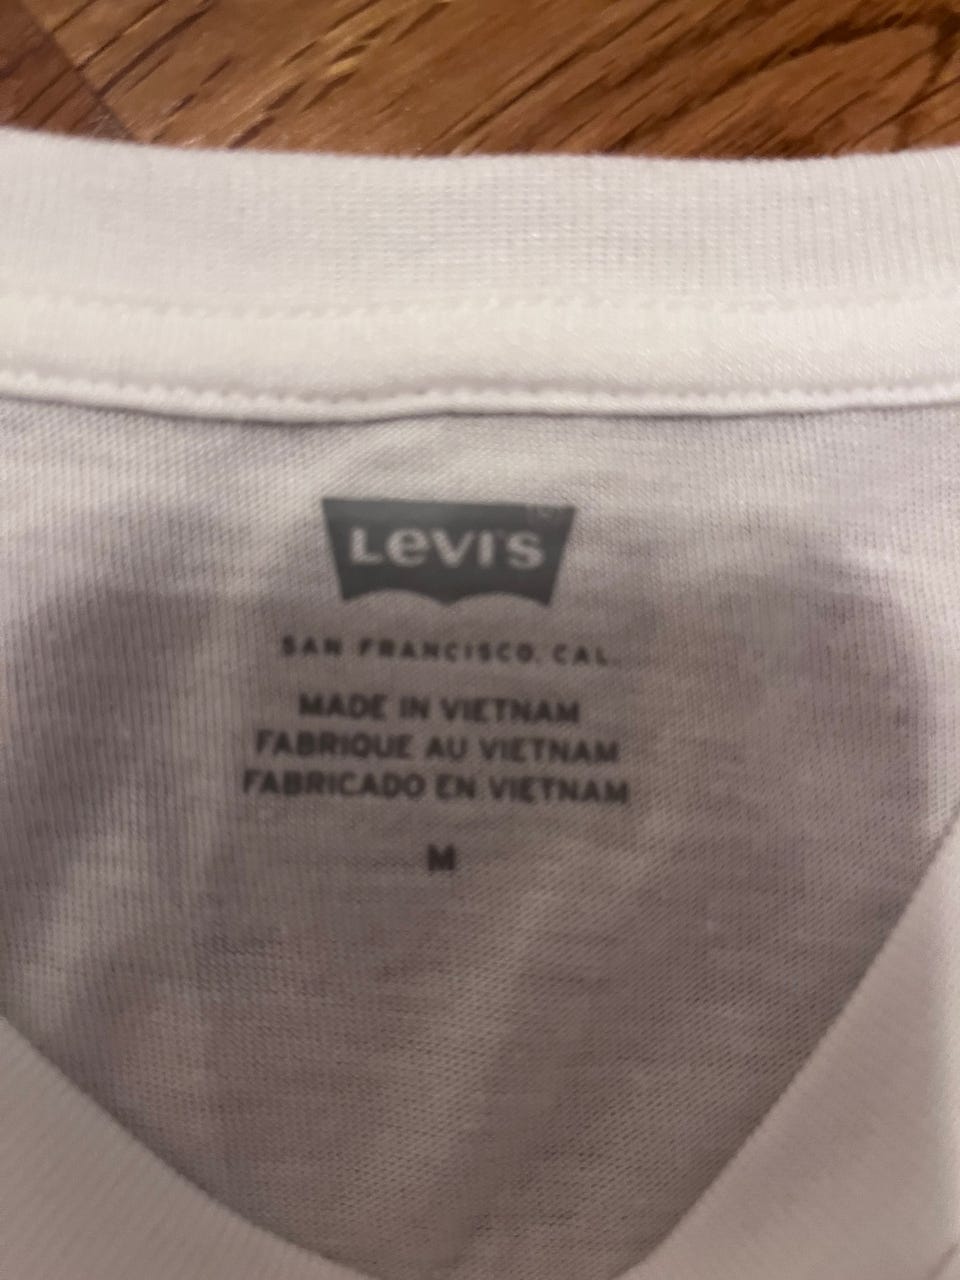 Levi's
SAN FRANCISCO, CAL.
MADE IN VIETNAM
FABRIQUE AU VIETNAM
FABRICADO EN VIETNAM
M